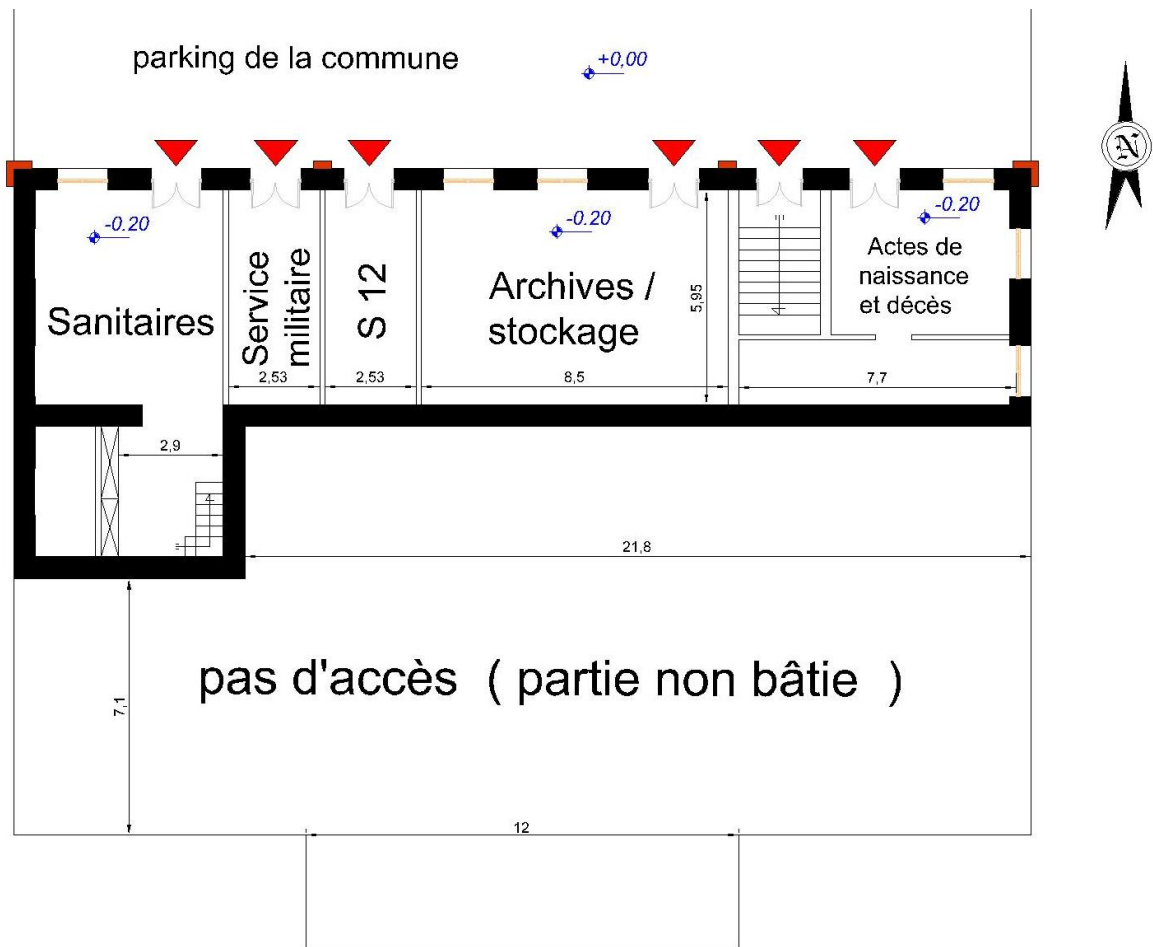 parking de la commune
+0,00
N
-0.20
-0.20
-0.20
Sanitaires
Service
militaire
S 12
Archives /
stockage
5,95
Actes de
naissance
et décès
2,53
2,53
8,5
7,7
2,9
21,8
pas d'accès ( partie non bâtie )
7,1
12